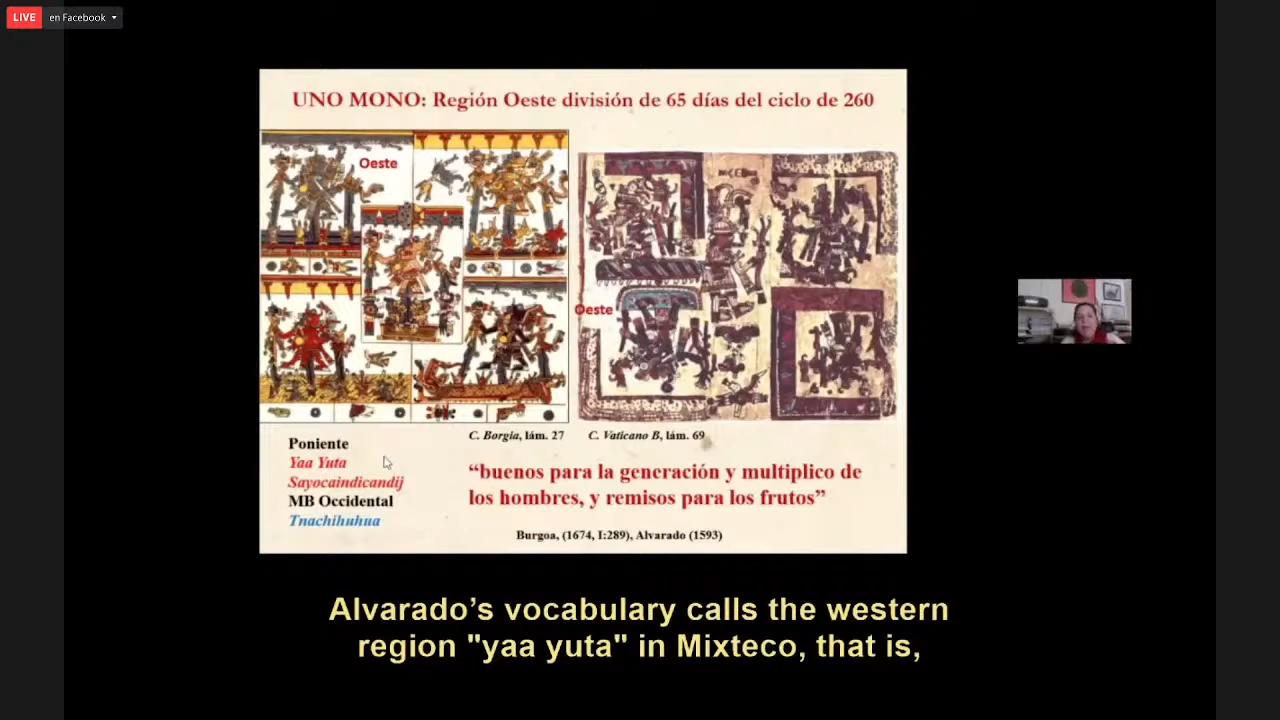 LIVE en Facebook
UNO MONO: Región Oeste división de 65 días del ciclo de 260
Oeste
Oeste
C. Borgia, lám. 27 C. Vaticano B, lám. 69
Poniente
Yaa Yuta
Sayocaindicandij
MB Occidental
Tnachihuhua
“buenos para la generación y multiplico de
los hombres, y remisos para los frutos”
Burgoa, (1674, I:289), Alvarado (1593)
Alvarado’s vocabulary calls the western
region "yaa yuta" in Mixteco, that is,